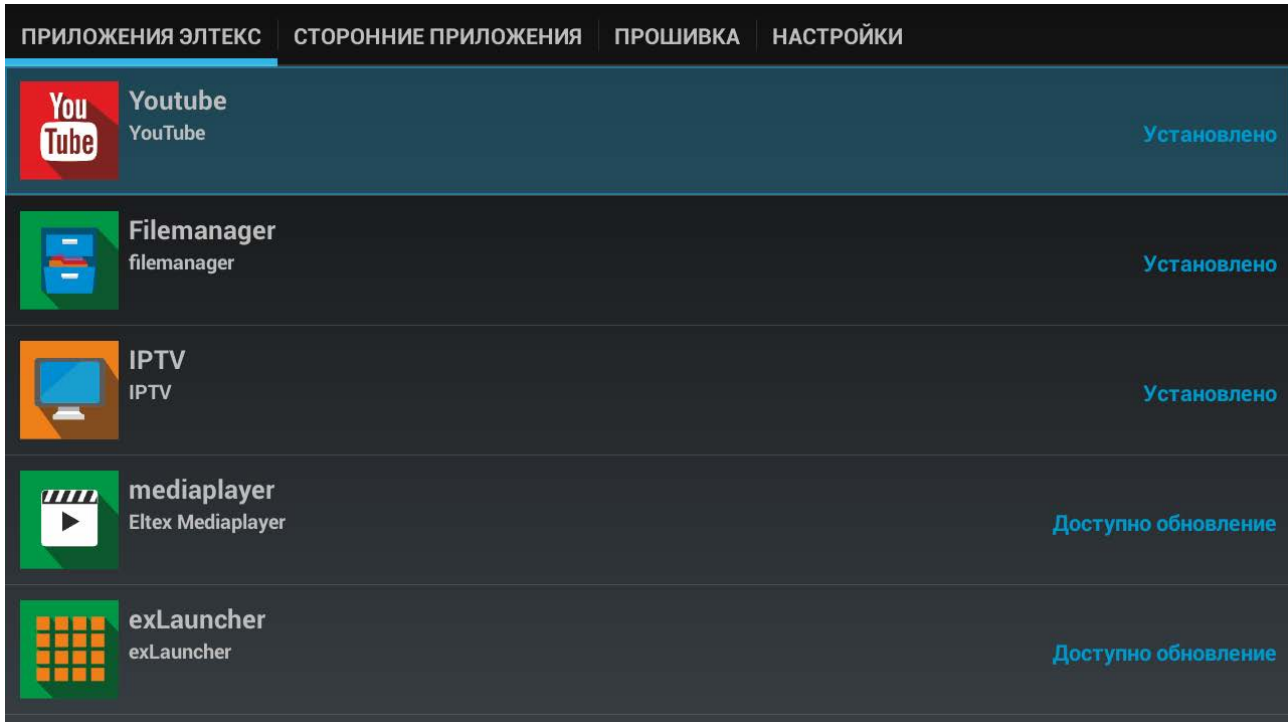 ПРИЛОЖЕНИЯ ЭЛТЕКС СТОРОННИЕ ПРИЛОЖЕНИЯ ПРОШИВКА НАСТРОЙКИ
You
Tube
Youtube
YouTube
Установлено
Filemanager
filemanager
Установлено
IPTV
IPTV
Установлено
mediaplayer
Eltex Mediaplayer
Доступно обновление
exLauncher
exLauncher
Доступно обновление